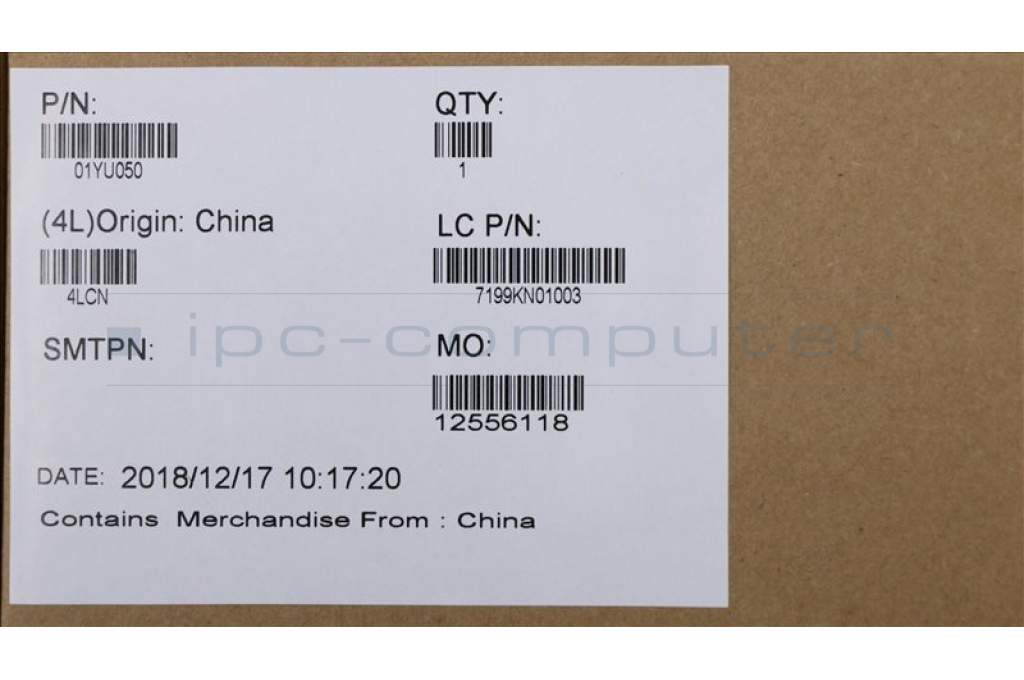 P/N:
01YU050
QTY:
1
(4L)Origin: China
4LCN
LC P/N:
7199KN01003
SMTPN:
MO:
12556118
ipc-computer
DATE: 2018/12/17 10:17:20
Contains Merchandise From : China